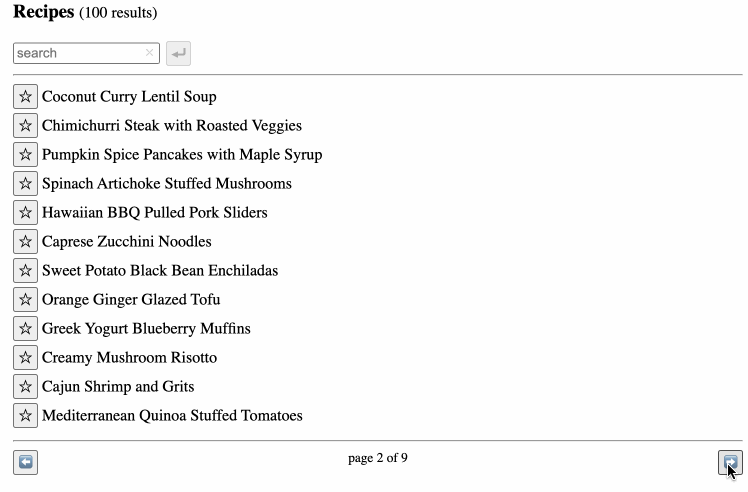 Recipes (100 results)
search
Coconut Curry Lentil Soup
Chimichurri Steak with Roasted Veggies
Pumpkin Spice Pancakes with Maple Syrup
Spinach Artichoke Stuffed Mushrooms
Hawaiian BBQ Pulled Pork Sliders
Caprese Zucchini Noodles
Sweet Potato Black Bean Enchiladas
Orange Ginger Glazed Tofu
Greek Yogurt Blueberry Muffins
Creamy Mushroom Risotto
Cajun Shrimp and Grits
Mediterranean Quinoa Stuffed Tomatoes
page 2 of 9